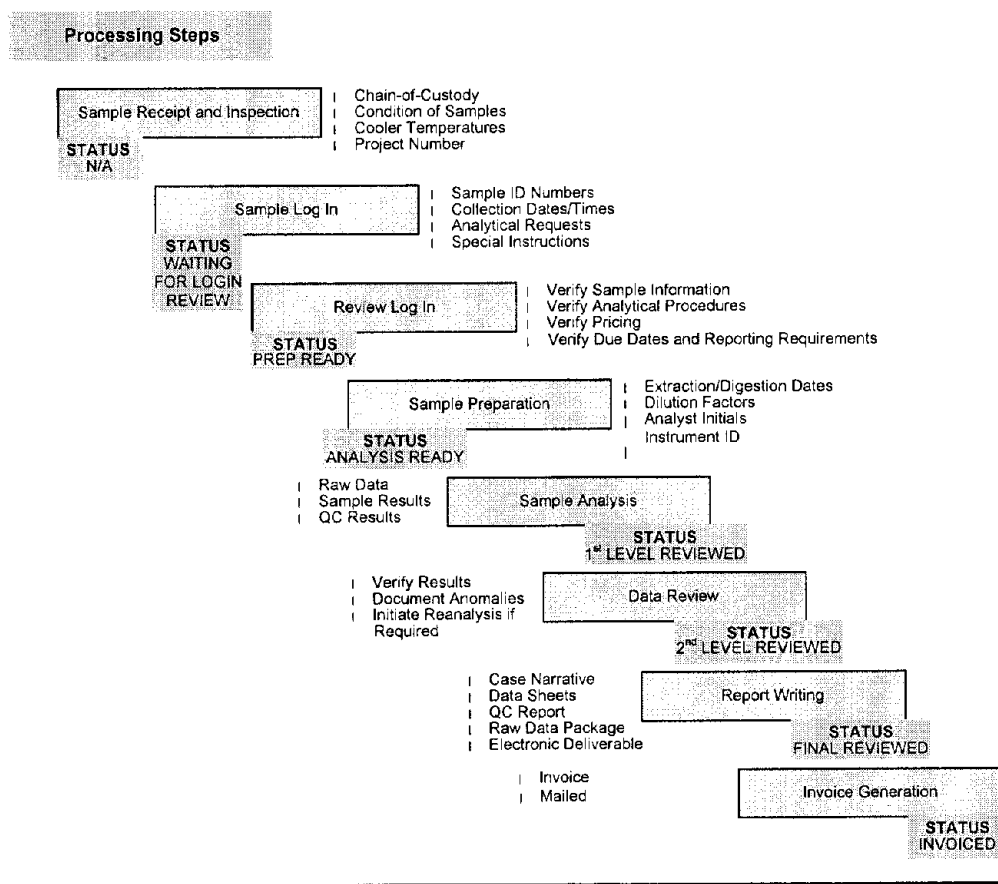 Processing Steps
Sample Receipt and Inspection
Chain-of-Custody
Condition of Samples
Cooler Temperatures
Project Number
STATUS
N/A
Sample Log In
Sample ID Numbers
Collection Dates/Times
Analytical Requests
Special Instructions
STATUS
WAITING
FOR LOGIN
REVIEW
Review Log In
Verify Sample Information
Verify Analytical Procedures
Verify Pricing
Verify Due Dates and Reporting Requirements
STATUS
PREP READY
Sample Preparation
Extraction/Digestion Dates
Dilution Factors
Analyst Initials
Instrument ID
STATUS
ANALYSIS READY
Raw Data
Sample Results
QC Results
Sample Analysis
STATUS
1st LEVEL REVIEWED
Verify Results
Document Anomalies
Initiate Reanalysis if
Required
Data Review
STATUS
2nd LEVEL REVIEWED
Case Narrative
Data Sheets
QC Report
Raw Data Package
Electronic Deliverable
Report Writing
STATUS
FINAL REVIEWED
Invoice
Mailed
Invoice Generation
STATUS
INVOICED